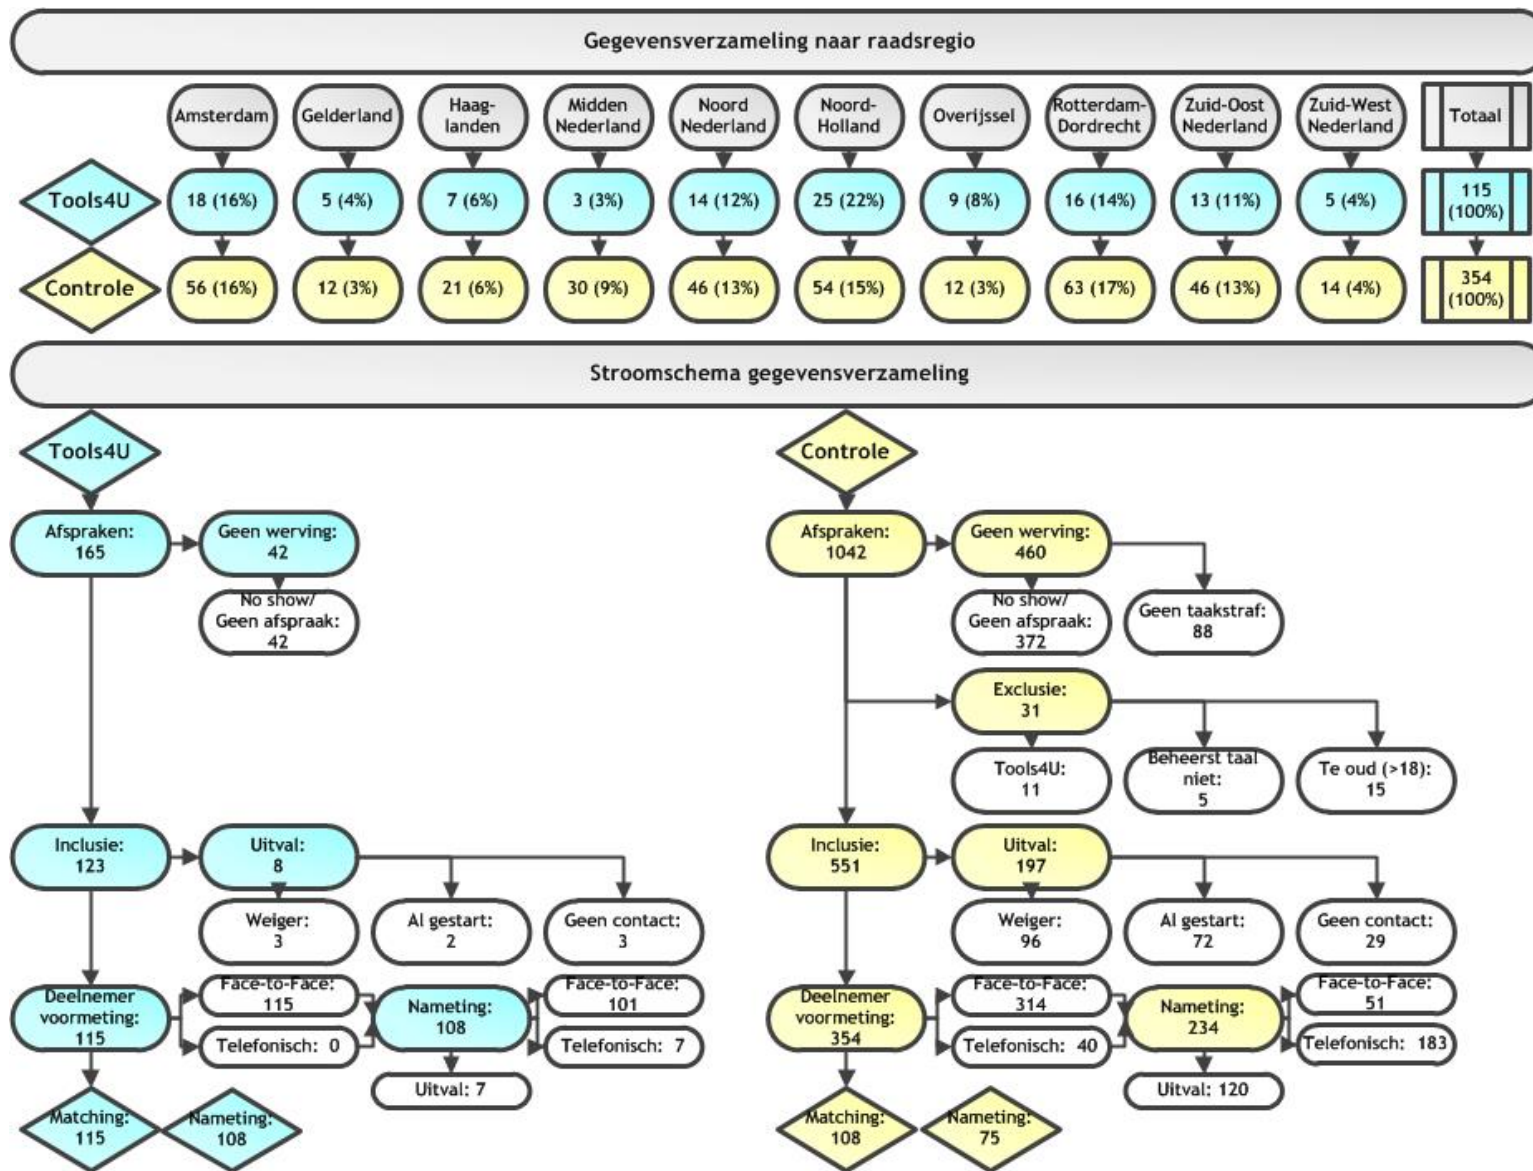 Gegevensverzameling naar raadsregio
Amsterdam
Gelderland
Haag-
landen
Midden
Nederland
Noord
Nederland
Noord-
Holland
Overijssel
Rotterdam-
Dordrecht
Zuid-Oost
Nederland
Zuid-West
Nederland
Totaal
Tools4U
18 (16%)
5 (4%)
7 (6%)
3 (3%)
14 (12%)
25 (22%)
9 (8%)
16 (14%)
13 (11%)
5 (4%)
115
(100%)
Controle
56 (16%)
12 (3%)
21 (6%)
30 (9%)
46 (13%)
54 (15%)
12 (3%)
63 (17%)
46 (13%)
14 (4%)
354
(100%)
Stroomschema gegevensverzameling
Tools4U
Afspraken:
165
Geen werving:
42
No show/
Geen afspraak:
42
Inclusie:
123
Uitval:
8
Weiger:
3
Al gestart:
2
Geen contact:
3
Deelnemer
voormeting:
115
Face-to-Face:
115
Telefonisch: 0
Nameting:
108
Face-to-Face:
101
Telefonisch: 7
Uitval: 7
Matching:
115
Nameting:
108
Controle
Afspraken:
1042
Geen werving:
460
No show/
Geen afspraak:
372
Geen taakstraf:
88
Exclusie:
31
Tools4U:
11
Beheerst taal
niet:
5
Te oud (>18):
15
Inclusie:
551
Uitval:
197
Weiger:
96
Al gestart:
72
Geen contact:
29
Deelnemer
voormeting:
354
Face-to-Face:
314
Telefonisch: 40
Nameting:
234
Face-to-Face:
51
Telefonisch: 183
Uitval: 120
Matching:
108
Nameting:
75